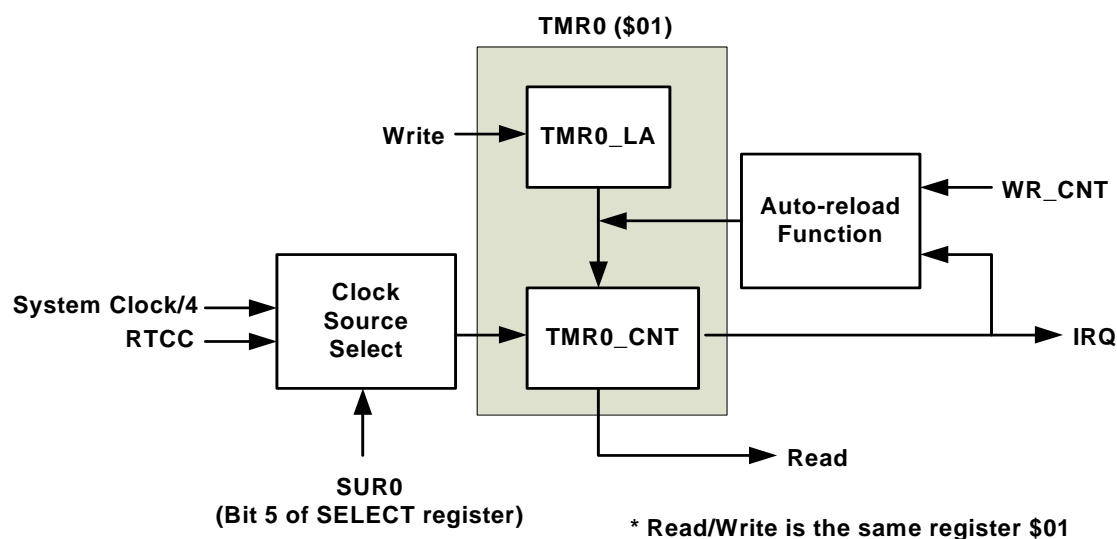 TMR0 ($01)
Write
TMR0_LA
Auto-reload
Function
WR_CNT
System Clock/4
RTCC
Clock
Source
Select
TMR0_CNT
IRQ
Read
SUR0
(Bit 5 of SELECT register)
* Read/Write is the same register $01